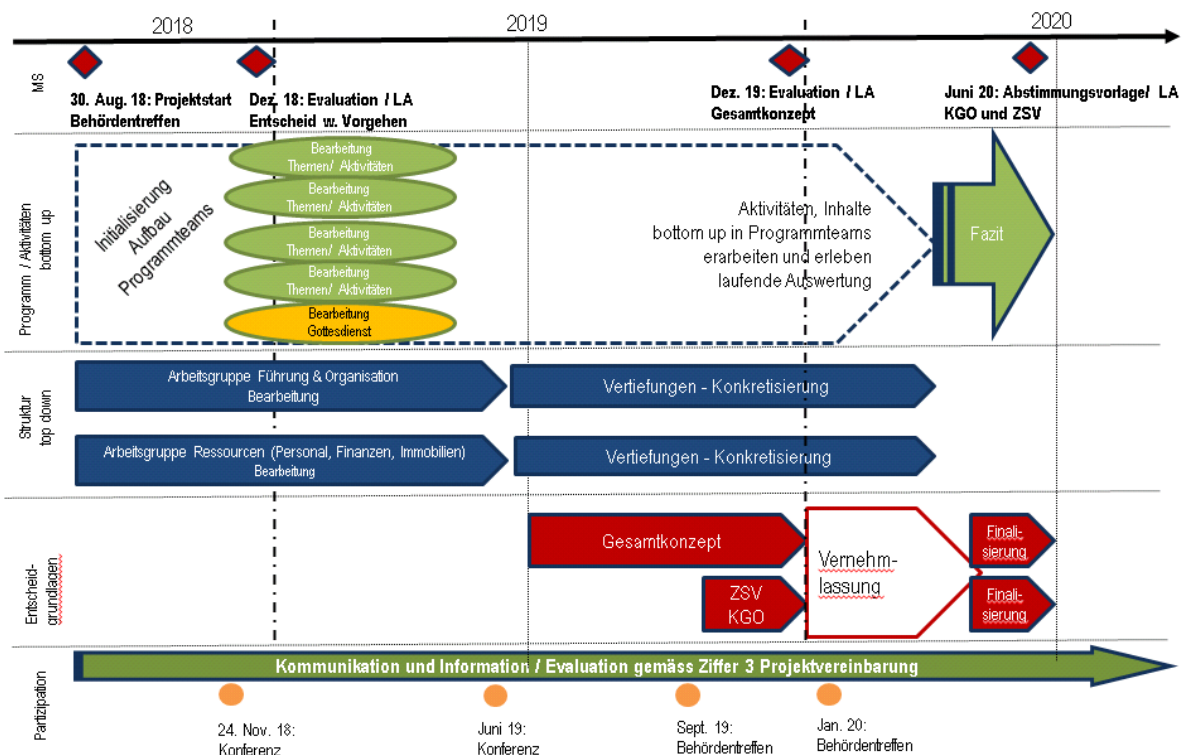 2018
2019
2020
MS
30. Aug. 18: Projektstart
Behördentreffen
Dez. 18: Evaluation / LA
Entscheid w. Vorgehen
Dez. 19: Evaluation / LA
Gesamtkonzept
Juni 20: Abstimmungsvorlage/ LA
KGO und ZSV
Programm / Aktivitäten
bottom up
Initialisierung
Aufbau
Programmteams
Bearbeitung
Themen/ Aktivitäten
Bearbeitung
Themen/ Aktivitäten
Bearbeitung
Themen/ Aktivitäten
Bearbeitung
Themen/ Aktivitäten
Bearbeitung
Gottesdienst
Aktivitäten, Inhalte
bottom up in Programmteams
erarbeiten und erleben
laufende Auswertung
Fazit
Struktur
top down
Arbeitsgruppe Führung & Organisation
Bearbeitung
Vertiefungen - Konkretisierung
Arbeitsgruppe Ressourcen (Personal, Finanzen, Immobilien)
Bearbeitung
Vertiefungen - Konkretisierung
Entscheid-
grundlagen
Gesamtkonzept
ZSV
KGO
Vernehm-
lassung
Finali-
sierung
Finali-
sierung
Partizipation
Kommunikation und Information / Evaluation gemäss Ziffer 3 Projektvereinbarung
24. Nov. 18:
Konferenz
Juni 19:
Konferenz
Sept. 19:
Behördentreffen
Jan. 20:
Behördentreffen